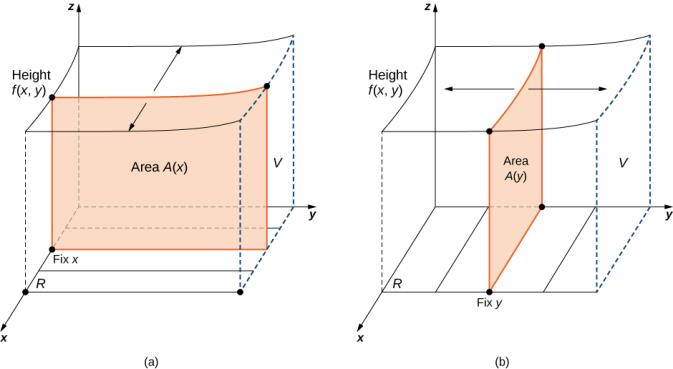 z
Height
f(x, y)
Area A(x)
V
y
Fix x
R
x
(a)
z
Height
f(x, y)
Area
A(y)
V
y
R
Fix y
x
(b)